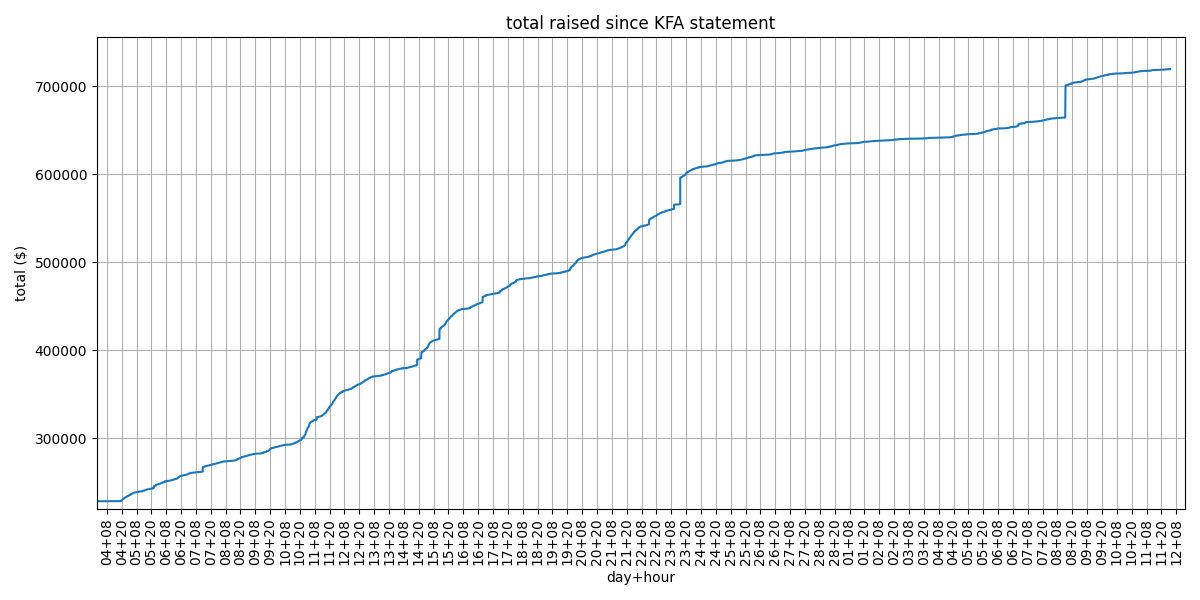 total raised since KFA statement
total ($)
700000
600000
500000
400000
300000
04+08 04+20 05+08 05+20 06+08 06+20 07+08 07+20 08+08 08+20 09+08 09+20 10+08 10+20 11+08 11+20 12+08 12+20 13+08 13+20 14+08 14+20 15+08 15+20 16+08 16+20 17+08 17+20 18+08 18+20 19+08 19+20 20+08 20+20 21+08 21+20 22+08 22+20 23+08 23+20 24+08 24+20 25+08 25+20 26+08 26+20 27+08 27+20 28+08 28+20 01+08 01+20 02+08 02+20 03+08 03+20 04+08 04+20 05+08 05+20 06+08 06+20 07+08 07+20 08+08 08+20 09+08 09+20 10+08 10+20 11+08 11+20 12+08
day+hour